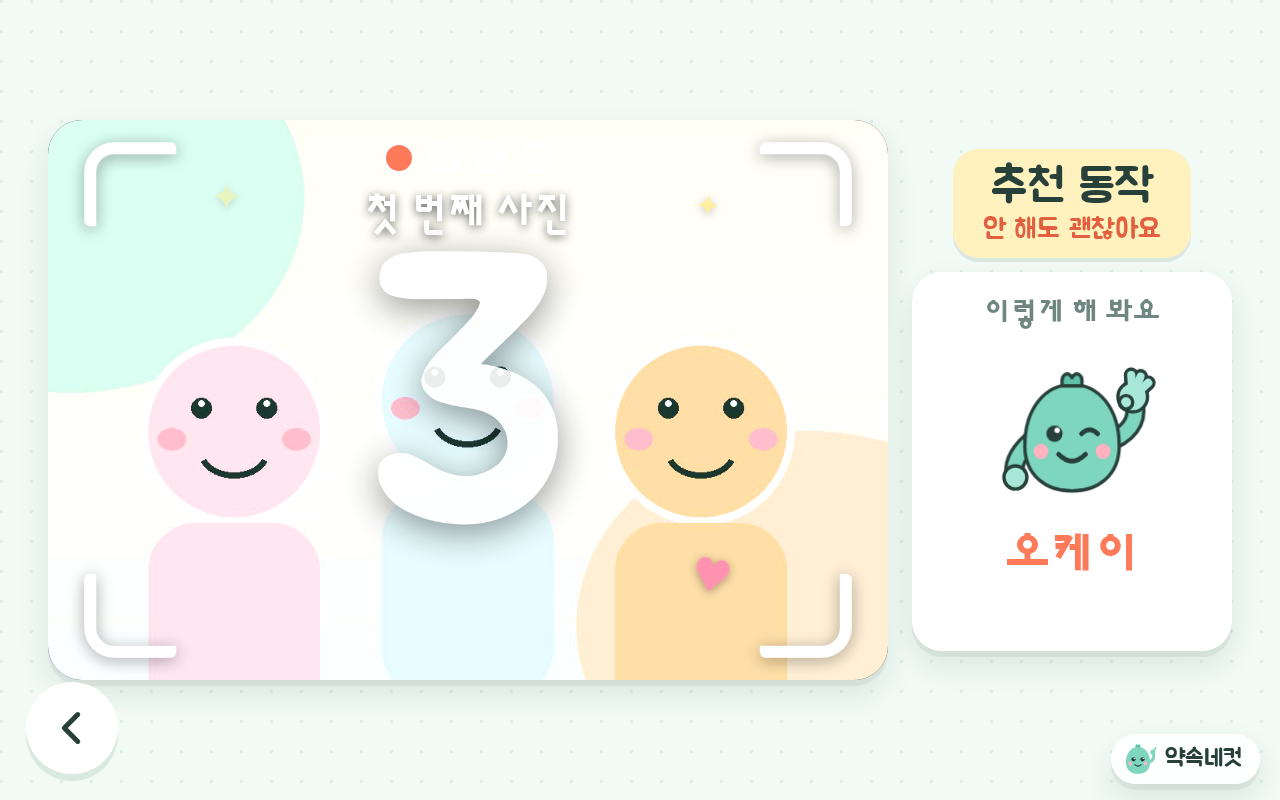 첫 번째 사진
3
추천 동작
안 해도 괜찮아요
이렇게 해 봐요
오케이
약속네컷